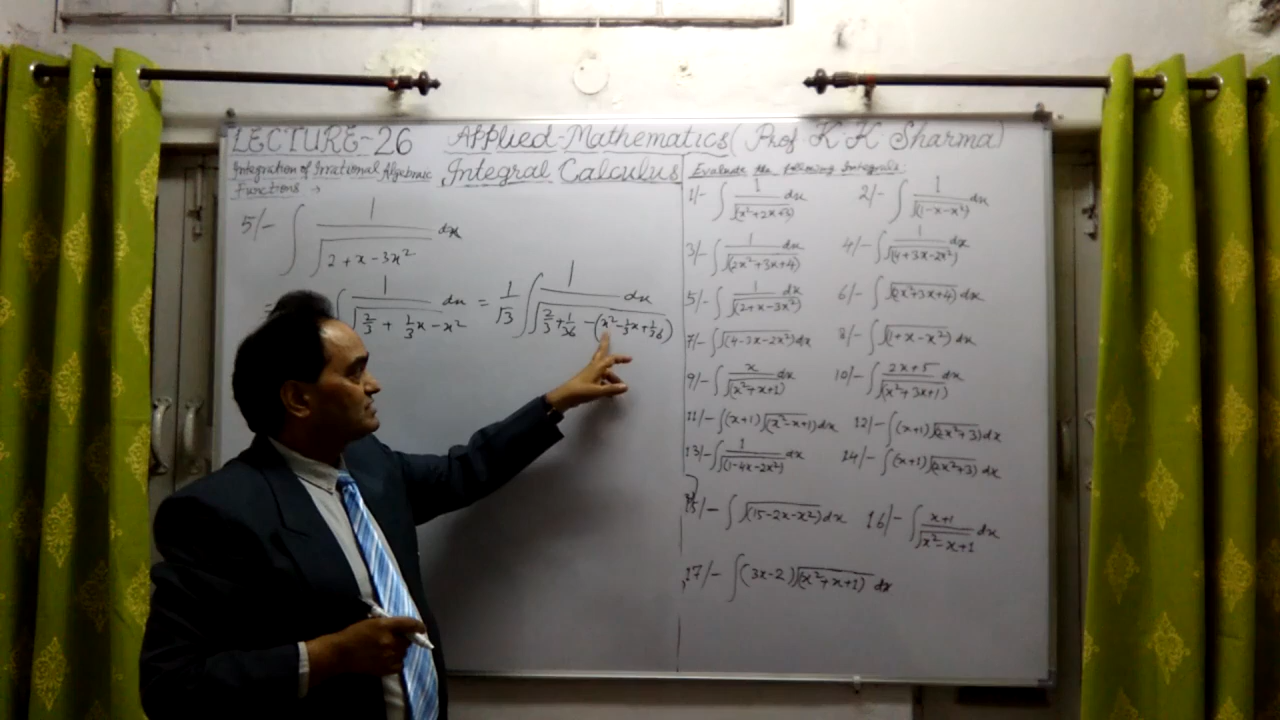 LECTURE-26 Applied-Mathematics (Prof K K Sharma)
Integration of Irrational Algebraic Integral Calculus
Functions →
5/- ∫ 1/√(2+x-3x²) dx
= ∫ 1/√(2/3 + 1/3x - x²) dx = 1/√3 ∫ 1/√(2/3 + 1/36 - (x² - 1/3x + 1/36)) dx
Evaluate the following Integrals:
1/- ∫ 1/√(x²+2x+3) dx 2/- ∫ 1/√(1-x-x²) dx
3/- ∫ 1/√(2x²+3x+4) dx 4/- ∫ 1/√(4+3x-2x²) dx
5/- ∫ 1/√(2+x-3x²) dx 6/- ∫ √(2x²+3x+4) dx
7/- ∫ √(4-3x-2x²) dx 8/- ∫ √(1+x-x²) dx
9/- ∫ x/√(x²+x+1) dx 10/- ∫ 2x+5/√(x²+3x+1) dx
11/- ∫ (x+1)√(x²-x+1) dx 12/- ∫ (x+1)√(2x²+3) dx
13/- ∫ 1/√(1-4x-2x²) dx 14/- ∫ (x+1)√(2x²+3) dx
15/- ∫ √(15-2x-x²) dx 16/- ∫ x+1/√(x²-x+1) dx
17/- ∫ (3x-2)√(x²+x+1) dx